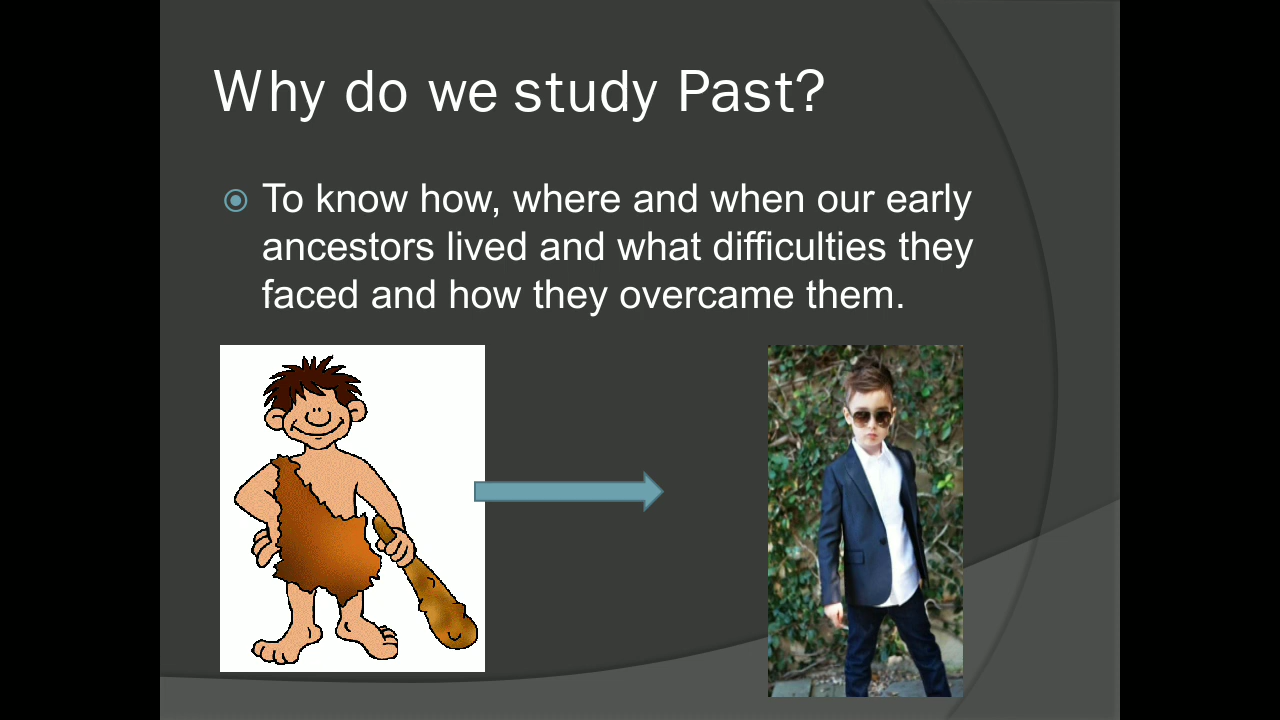 Why do we study Past?
To know how, where and when our early
ancestors lived and what difficulties they
faced and how they overcame them.